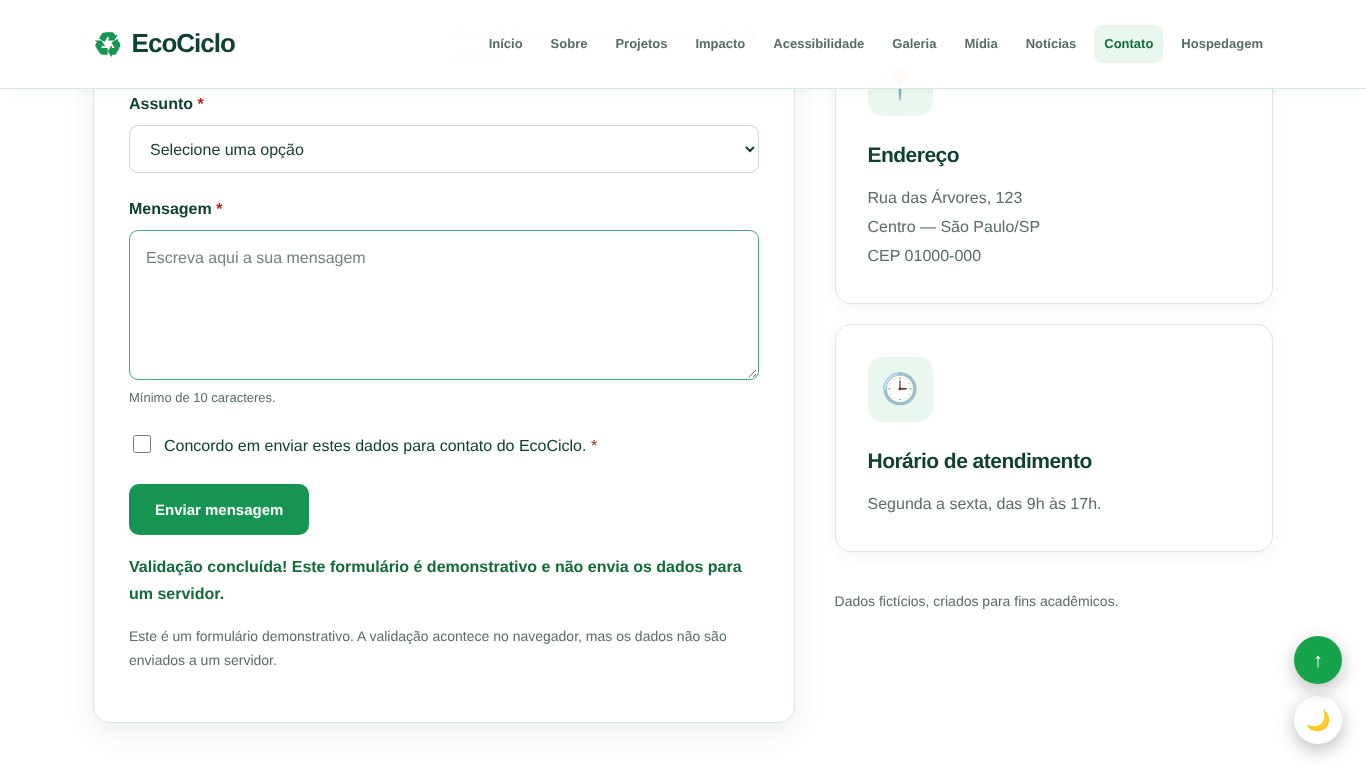 EcoCiclo
Início
Sobre
Projetos
Impacto
Acessibilidade
Galeria
Mídia
Notícias
Contato
Hospedagem
Assunto *
Selecione uma opção
Mensagem *
Escreva aqui a sua mensagem
Mínimo de 10 caracteres.
Concordo em enviar estes dados para contato do EcoCiclo. *
Enviar mensagem
Validação concluída! Este formulário é demonstrativo e não envia os dados para
um servidor.
Este é um formulário demonstrativo. A validação acontece no navegador, mas os dados não são
enviados a um servidor.
Endereço
Rua das Árvores, 123
Centro — São Paulo/SP
CEP 01000-000
Horário de atendimento
Segunda a sexta, das 9h às 17h.
Dados fictícios, criados para fins acadêmicos.
↑